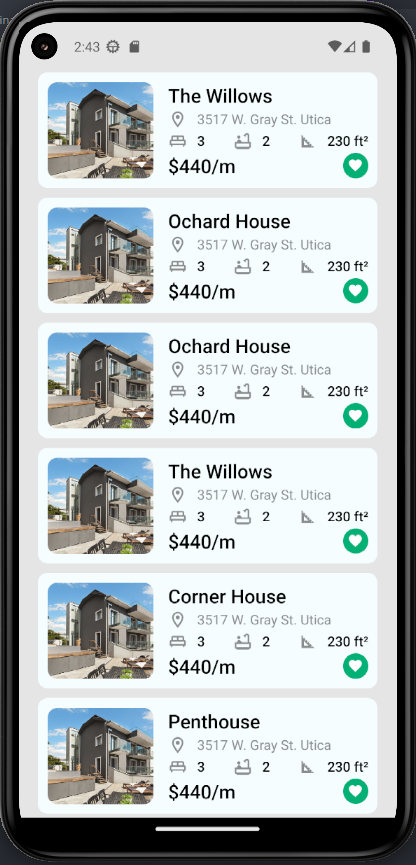 2:43
The Willows
3517 W. Gray St. Utica
3 2 230 ft²
$440/m
Ochard House
3517 W. Gray St. Utica
3 2 230 ft²
$440/m
Ochard House
3517 W. Gray St. Utica
3 2 230 ft²
$440/m
The Willows
3517 W. Gray St. Utica
3 2 230 ft²
$440/m
Corner House
3517 W. Gray St. Utica
3 2 230 ft²
$440/m
Penthouse
3517 W. Gray St. Utica
3 2 230 ft²
$440/m